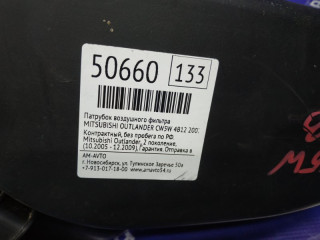 50660 133
Патрубок воздушного фильтра
MITSUBISHI OUTLANDER CW5W 4B12 200
Контрактный, без пробега по РФ.
Mitsubishi Outlander, 2 поколение,
(10.2005 - 12.2009), Гарантия. Отправка в
АМ-АВТО
г. Новосибирск, ул. Тулинское Заречье 30а
+7-913-017-18-00 www.amavto54.ru